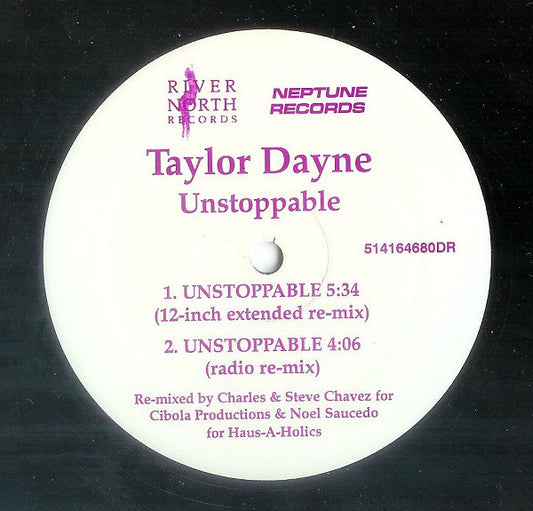 RIVER
NORTH
RECORDS
NEPTUNE
RECORDS
Taylor Dayne
Unstoppable
514164680DR
1. UNSTOPPABLE 5:34
(12-inch extended re-mix)
2. UNSTOPPABLE 4:06
(radio re-mix)
Re-mixed by Charles & Steve Chavez for
Cibola Productions & Noel Saucedo
for Haus-A-Holics